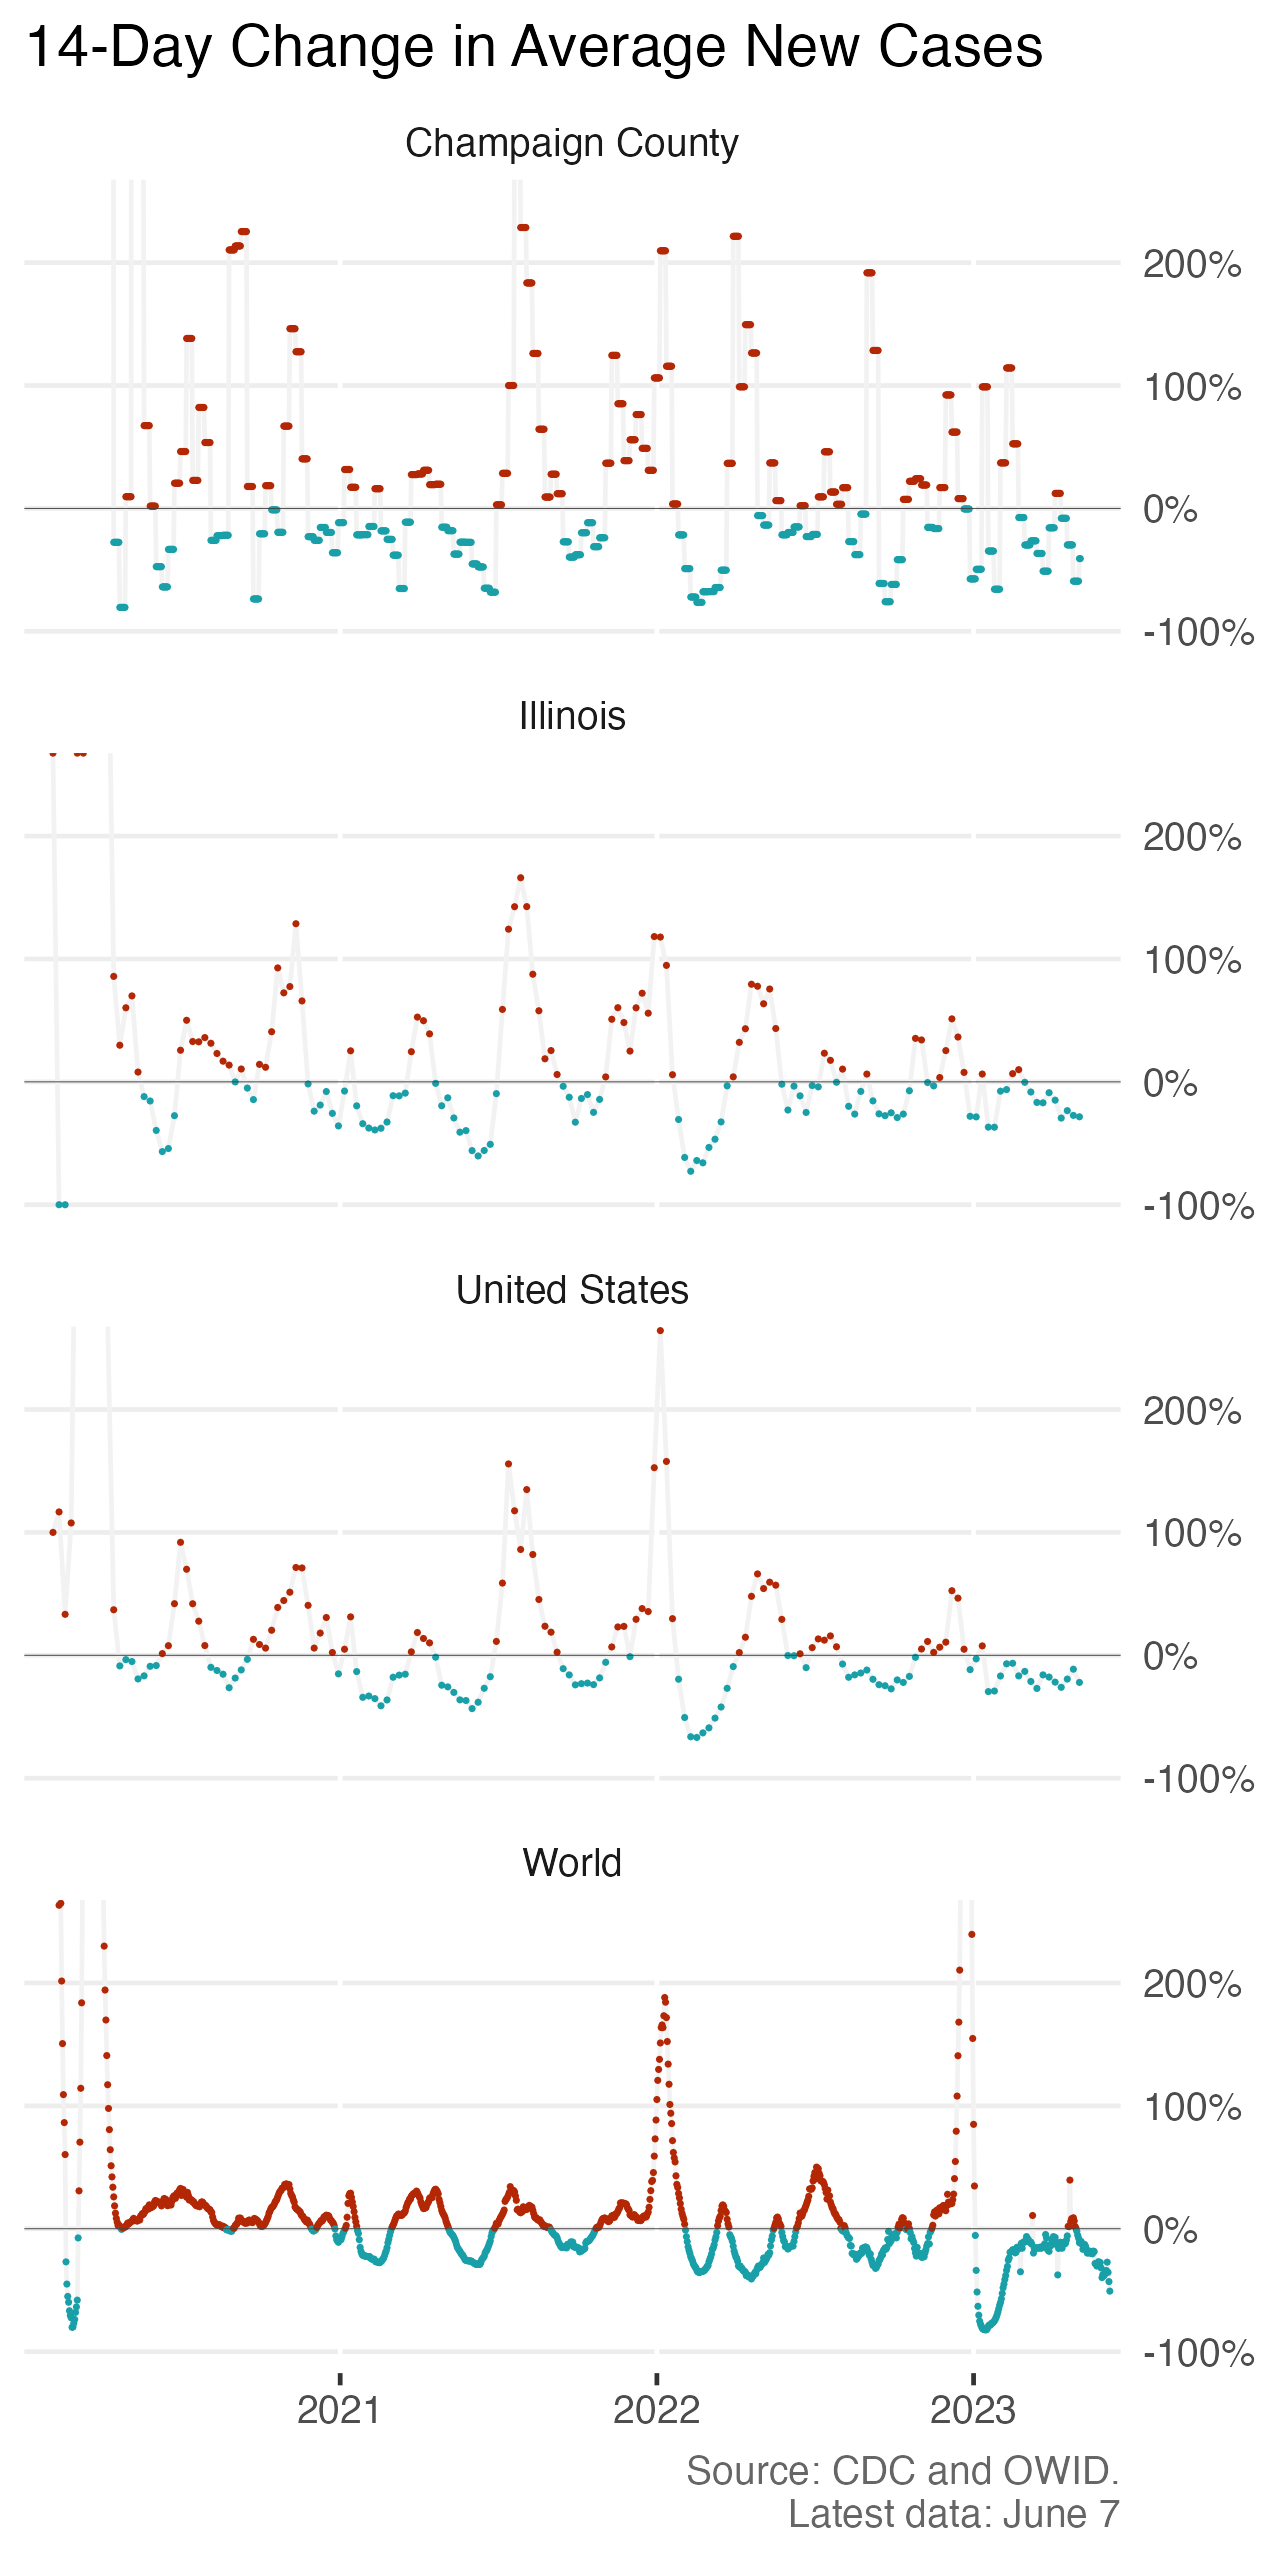 14-Day Change in Average New Cases
Champaign County
200%
100%
0%
-100%
Illinois
200%
100%
0%
-100%
United States
200%
100%
0%
-100%
World
200%
100%
0%
-100%
2021 2022 2023
Source: CDC and OWID.
Latest data: June 7